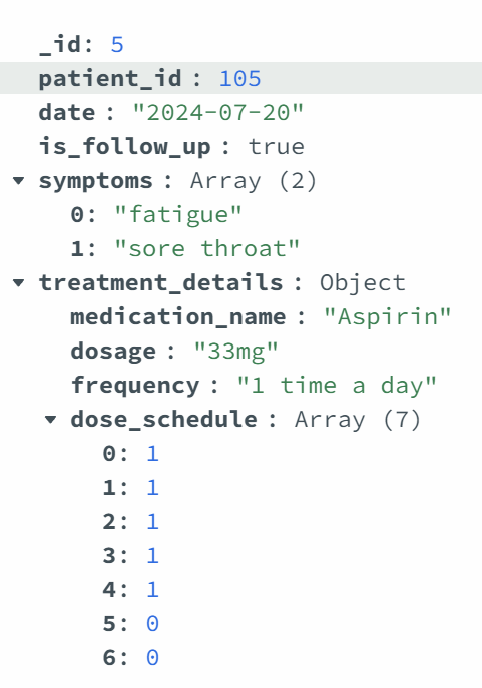 _id: 5
patient_id : 105
date : "2024-07-20"
is_follow_up : true
symptoms : Array (2)
0: "fatigue"
1: "sore throat"
treatment_details : Object
medication_name : "Aspirin"
dosage : "33mg"
frequency : "1 time a day"
dose_schedule : Array (7)
0: 1
1: 1
2: 1
3: 1
4: 1
5: 0
6: 0